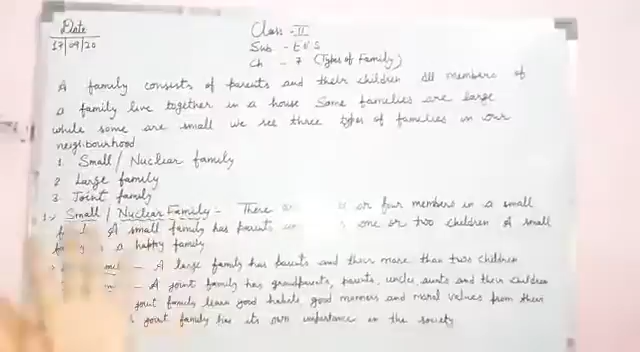 Date
17/09/20
Class - II
Sub - E.V.S
Ch - 7 (Types of Family)
A family consists of parents and their children All members of
a family live together in a house Some families are large
while some are small we see three types of families in our
neighbourhood
1. Small / Nuclear family
2. Large family
3. Joint family
1. Small / Nuclear Family - There or four members in a small
A small family has parents one or two children A small
a happy family
- A large family has parents and their more than two children
- A joint family has grandparents, parents, uncles, aunts and their children
joint family learn good habits, good manners and moral values from their
joint family has its own importance in the society